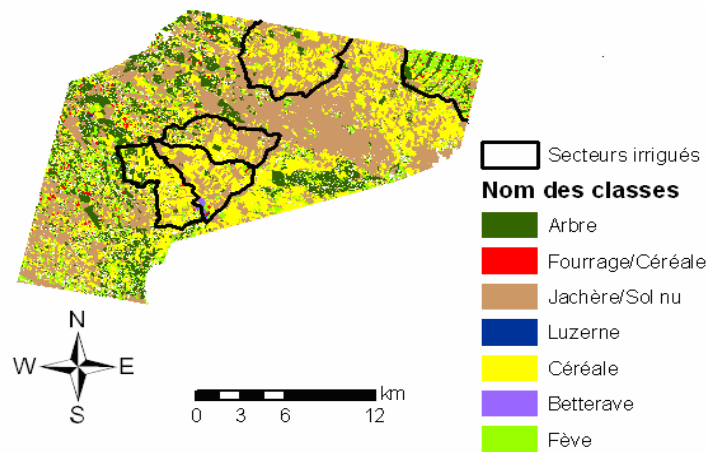 Secteurs irrigués
Nom des classes
Arbre
Fourrage/Céréale
Jachère/Sol nu
Luzerne
Céréale
Betterave
Fève
N
W E
S
km
0 3 6 12